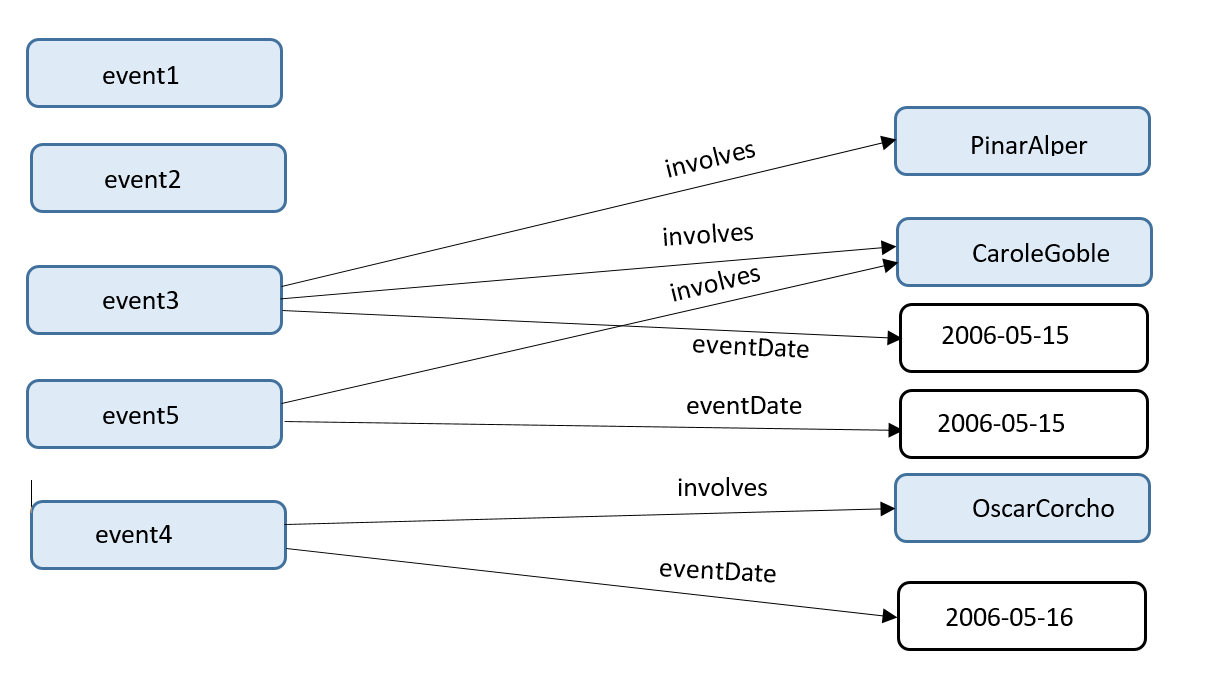 event1
event2
event3
event5
event4
involves
involves
involves
eventDate
eventDate
involves
eventDate
PinarAlper
CaroleGoble
2006-05-15
2006-05-15
OscarCorcho
2006-05-16